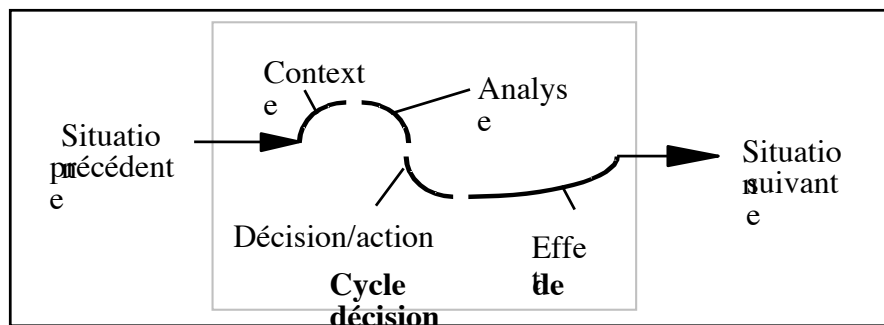 Context
e
Analys
e
Situatio
n
précédent
e
Situatio
n
suivant
e
Décision/action
Effe
t
Cycle de
décision